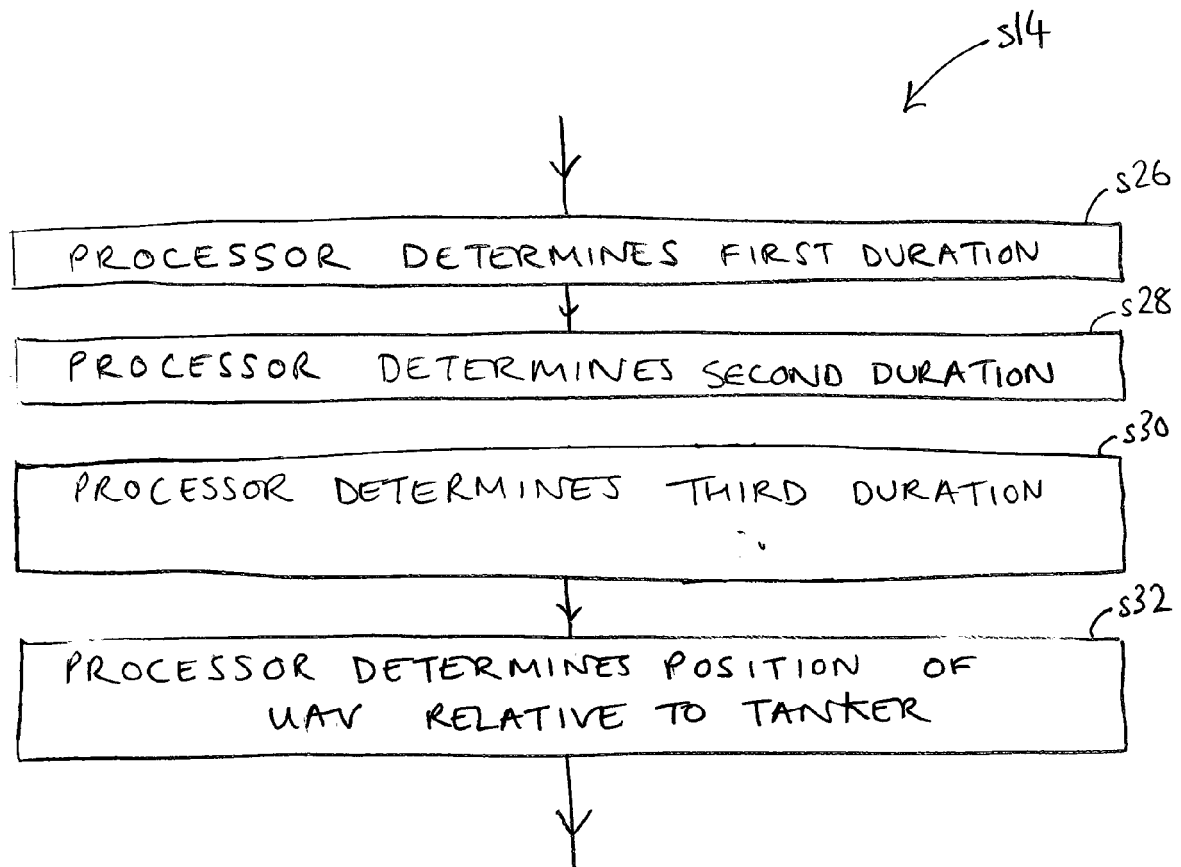 s14
s26
PROCESSOR DETERMINES FIRST DURATION
s28
PROCESSOR DETERMINES SECOND DURATION
s30
PROCESSOR DETERMINES THIRD DURATION
s32
PROCESSOR DETERMINES POSITION OF
UAV RELATIVE TO TANKER